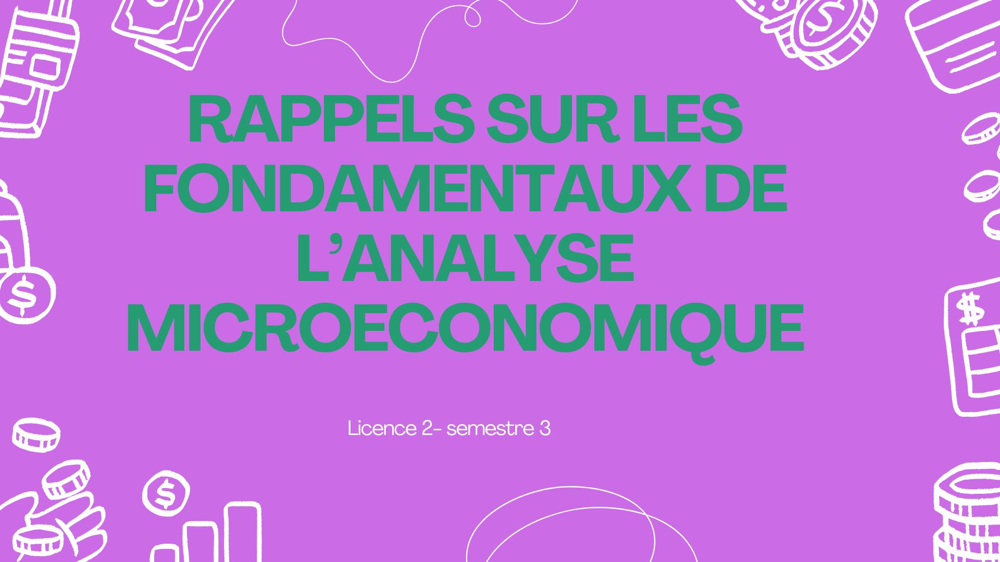 RAPPELS SUR LES
FONDAMENTAUX DE
L’ANALYSE
MICROECONOMIQUE
Licence 2- semestre 3